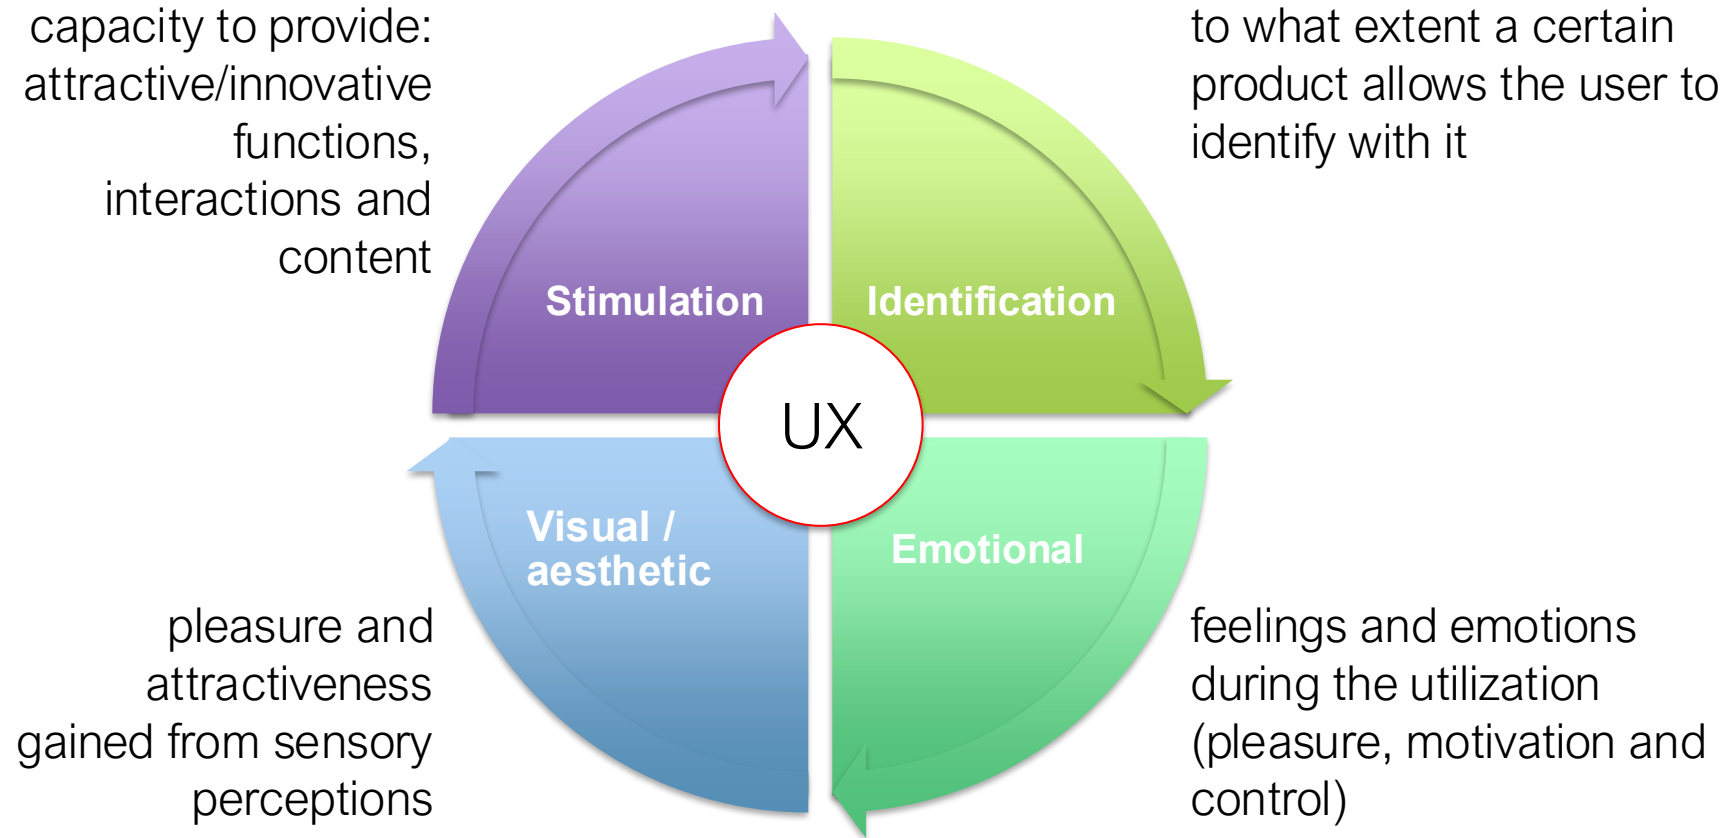 capacity to provide:
attractive/innovative
functions,
interactions and
content
to what extent a certain
product allows the user to
identify with it
Stimulation
Identification
UX
Visual /
aesthetic
Emotional
pleasure and
attractiveness
gained from sensory
perceptions
feelings and emotions
during the utilization
(pleasure, motivation and
control)